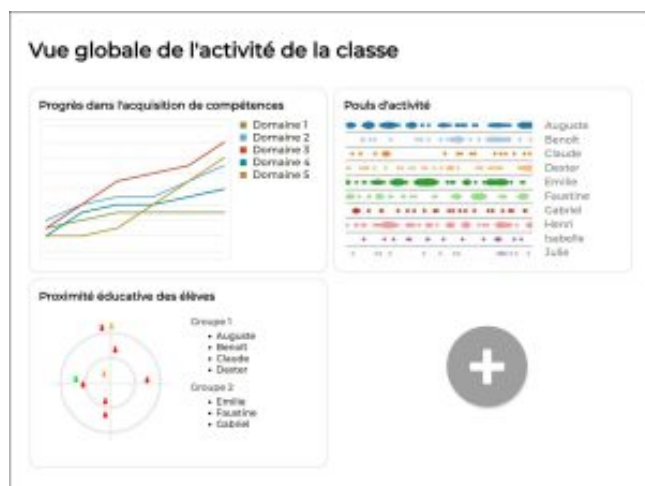 Vue globale de l'activité de la classe
Progrès dans l'acquisition de compétences
Domaine 1
Domaine 2
Domaine 3
Domaine 4
Domaine 5
Pouls d'activité
Auguste
Benoît
Claude
Dexter
Emilie
Faustine
Gabriel
Henri
Isabelle
Julie
Proximité éducative des élèves
Groupe 1
• Auguste
• Benoît
• Claude
• Dexter
Groupe 2
• Emilie
• Faustine
• Gabriel